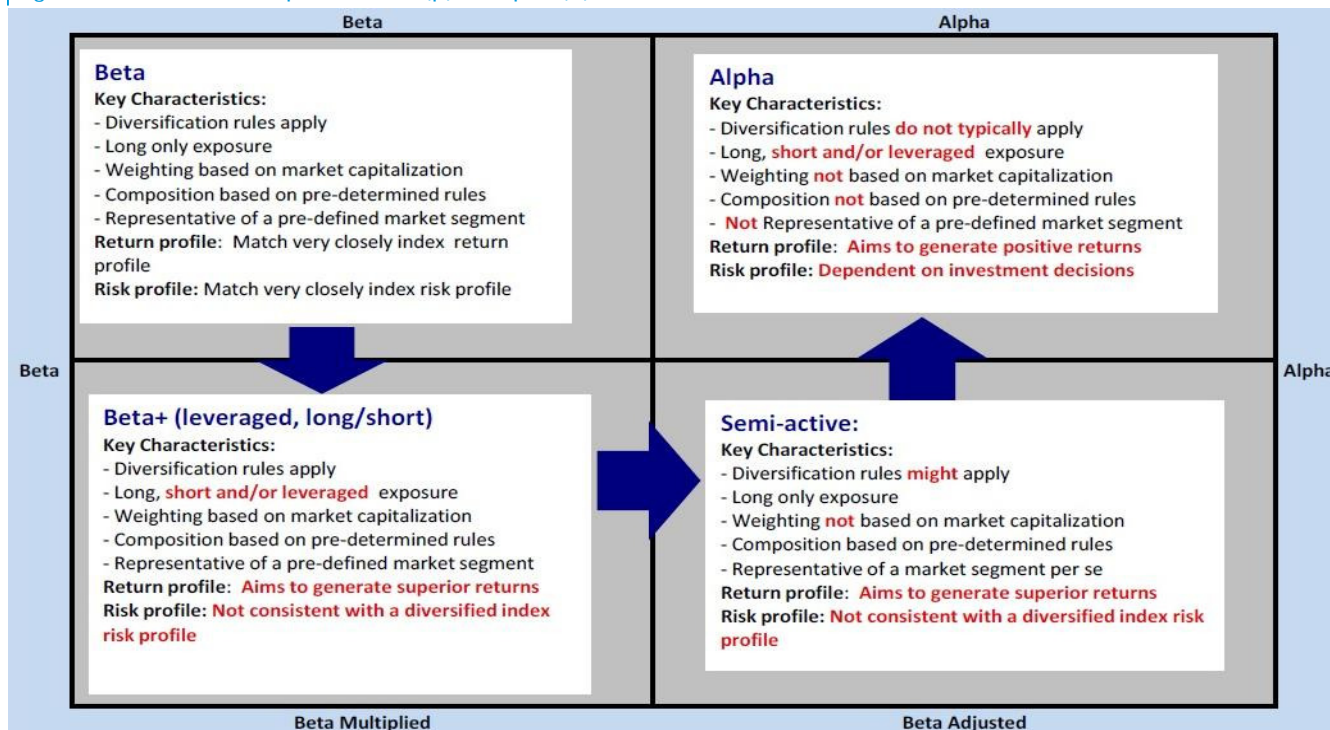 Beta
Alpha
Beta
Key Characteristics:
- Diversification rules apply
- Long only exposure
- Weighting based on market capitalization
- Composition based on pre-determined rules
- Representative of a pre-defined market segment
Return profile: Match very closely index return
profile
Risk profile: Match very closely index risk profile
Alpha
Key Characteristics:
- Diversification rules do not typically apply
- Long, short and/or leveraged exposure
- Weighting not based on market capitalization
- Composition not based on pre-determined rules
- Not Representative of a pre-defined market segment
Return profile: Aims to generate positive returns
Risk profile: Dependent on investment decisions
Beta
Alpha
Beta+ (leveraged, long/short)
Key Characteristics:
- Diversification rules apply
- Long, short and/or leveraged exposure
- Weighting based on market capitalization
- Composition based on pre-determined rules
- Representative of a pre-defined market segment
Return profile: Aims to generate superior returns
Risk profile: Not consistent with a diversified index
risk profile
Semi-active:
Key Characteristics:
- Diversification rules might apply
- Long only exposure
- Weighting not based on market capitalization
- Composition based on pre-determined rules
- Representative of a market segment per se
Return profile: Aims to generate superior returns
Risk profile: Not consistent with a diversified index risk
profile
Beta Multiplied
Beta Adjusted